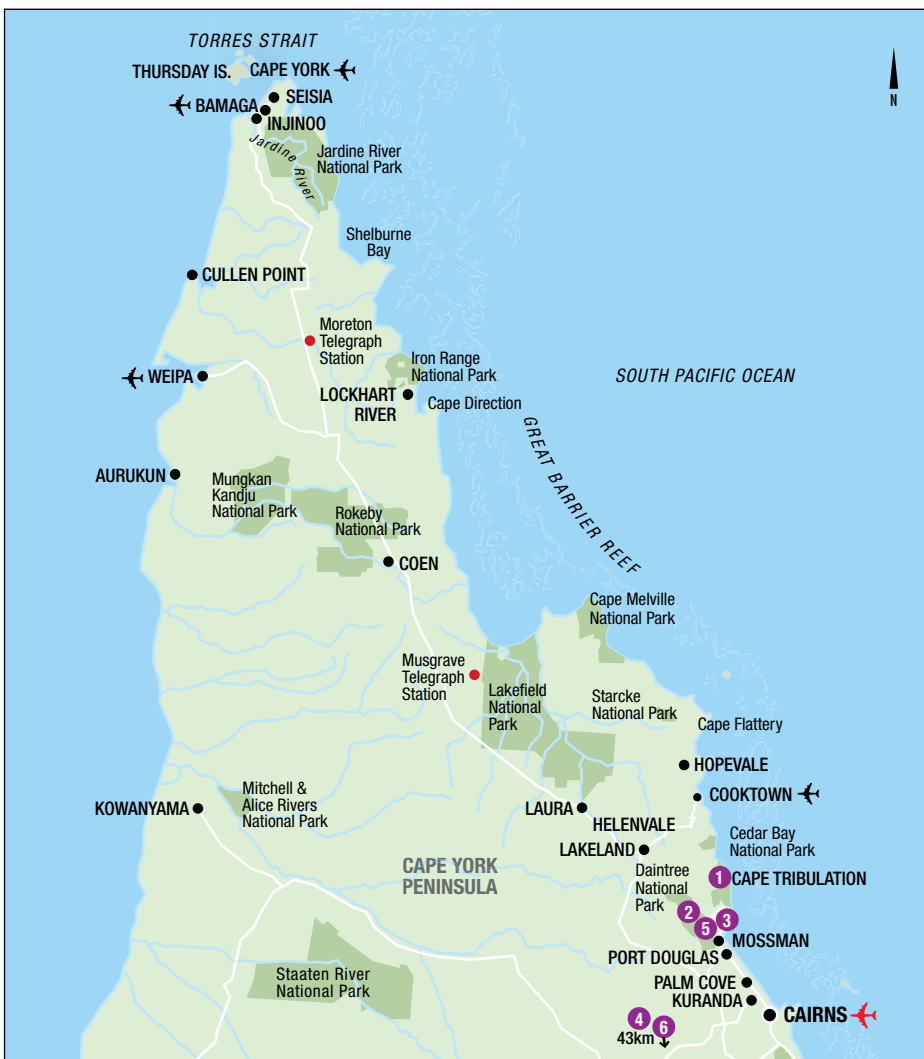 TORRES STRAIT
THURSDAY IS.
CAPE YORK
N
SEISIA
BAMAGA
INJINOO
Jardine River
Jardine River
National Park
Shelburne
Bay
CULLEN POINT
Moreton
Telegraph
Station
Iron Range
National Park
WEIPA
SOUTH PACIFIC OCEAN
LOCKHART
RIVER
Cape Direction
GREAT BARRIER REEF
AURUKUN
Mungkan
Kandju
National Park
Rokeby
National Park
COEN
Cape Melville
National Park
Musgrave
Telegraph
Station
Lakefield
National
Park
Starcke
National Park
Cape Flattery
HOPEVALE
Mitchell &
Alice Rivers
National Park
COOKTOWN
KOWANYAMA
LAURA
HELENVALE
Cedar Bay
National Park
LAKELAND
CAPE YORK
PENINSULA
Daintree
National
Park
1
CAPE TRIBULATION
2
3
5
MOSSMAN
PORT DOUGLAS
Staaten River
National Park
PALM COVE
KURANDA
CAIRNS
4
6
43km